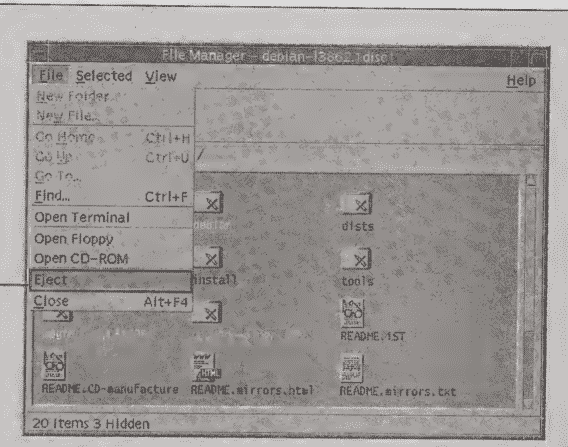 File Manager - debian-
File Selected View Help
New Folder...
New File...
Go Home Ctrl+H
Go Up Ctrl+U
/
Go To...
Find... Ctrl+F
Open Terminal
dists
Open Floppy
Open CD-ROM
Eject
install
tools
Close Alt+F4
README.1ST
README.CD-manufacture README.mirrors.html README.mirrors.txt
20 Items 3 Hidden